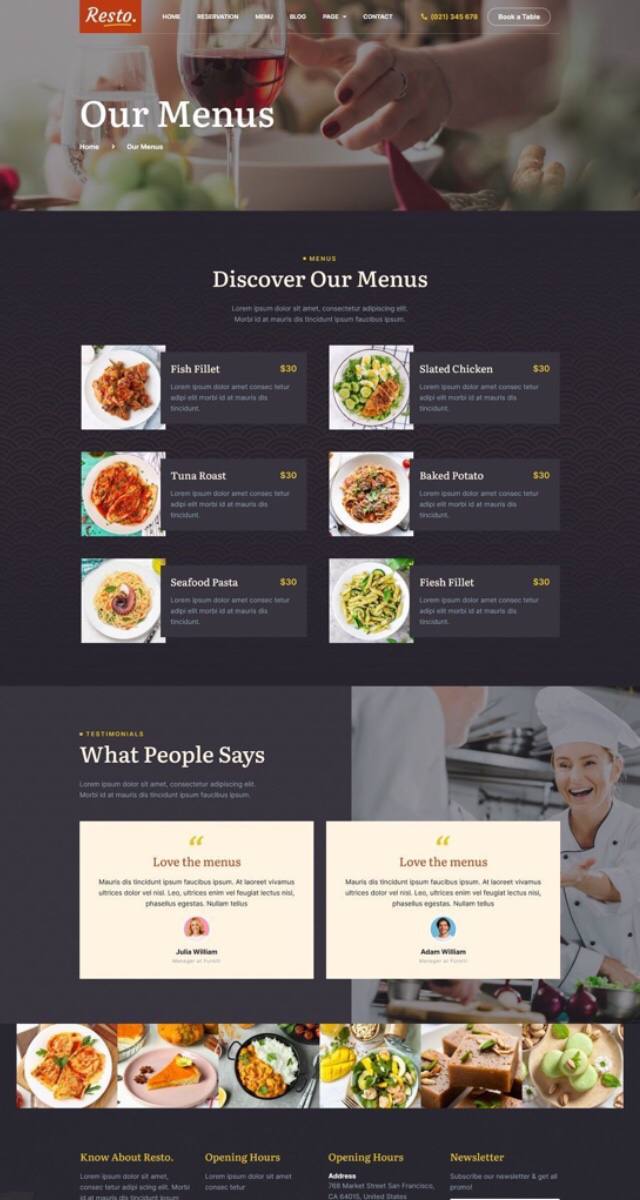 Resto.
HOME RESERVATION MENU BLOG PAGE CONTACT (021) 345 678 Book a Table
Our Menus
Home Our Menus
MENUS
Discover Our Menus
Lorem ipsum dolor sit amet, consectetur adipiscing elit.
Morbi id at mauris dis tincidunt ipsum faucibus ipsum.
Fish Fillet $30
Lorem ipsum dolor amet consec tetur
adipi elit morbi id at mauris dis
tincidunt.
Slated Chicken $30
Lorem ipsum dolor amet consec tetur
adipi elit morbi id at mauris dis
tincidunt.
Tuna Roast $30
Lorem ipsum dolor amet consec tetur
adipi elit morbi id at mauris dis
tincidunt.
Baked Potato $30
Lorem ipsum dolor amet consec tetur
adipi elit morbi id at mauris dis
tincidunt.
Seafood Pasta $30
Lorem ipsum dolor amet consec tetur
adipi elit morbi id at mauris dis
tincidunt.
Fiesh Fillet $30
Lorem ipsum dolor amet consec tetur
adipi elit morbi id at mauris dis
tincidunt.
TESTIMONIALS
What People Says
Lorem ipsum dolor sit amet, consectetur adipiscing elit.
Morbi id at mauris dis tincidunt ipsum faucibus ipsum.
“
Love the menus
Mauris dis tincidunt ipsum faucibus ipsum. At laoreet vivamus
ultrices dolor vel nisl. Leo, ultrices enim vel feugiat lectus nisl,
phasellus egestas. Nullam tellus
Julia William
Manager at
“
Love the menus
Mauris dis tincidunt ipsum faucibus ipsum. At laoreet vivamus
ultrices dolor vel nisl. Leo, ultrices enim vel feugiat lectus nisl,
phasellus egestas. Nullam tellus
Adam William
Manager at
Know About Resto.
Lorem ipsum dolor sit amet,
consec tetur adipi scing elit. Morbi
Opening Hours
Lorem ipsum dolor sit amet
consec tetur
Opening Hours
Address
768 Market Street San Francisco,
CA 64015, United States
Newsletter
Subscribe our newsletter & get all
promo!